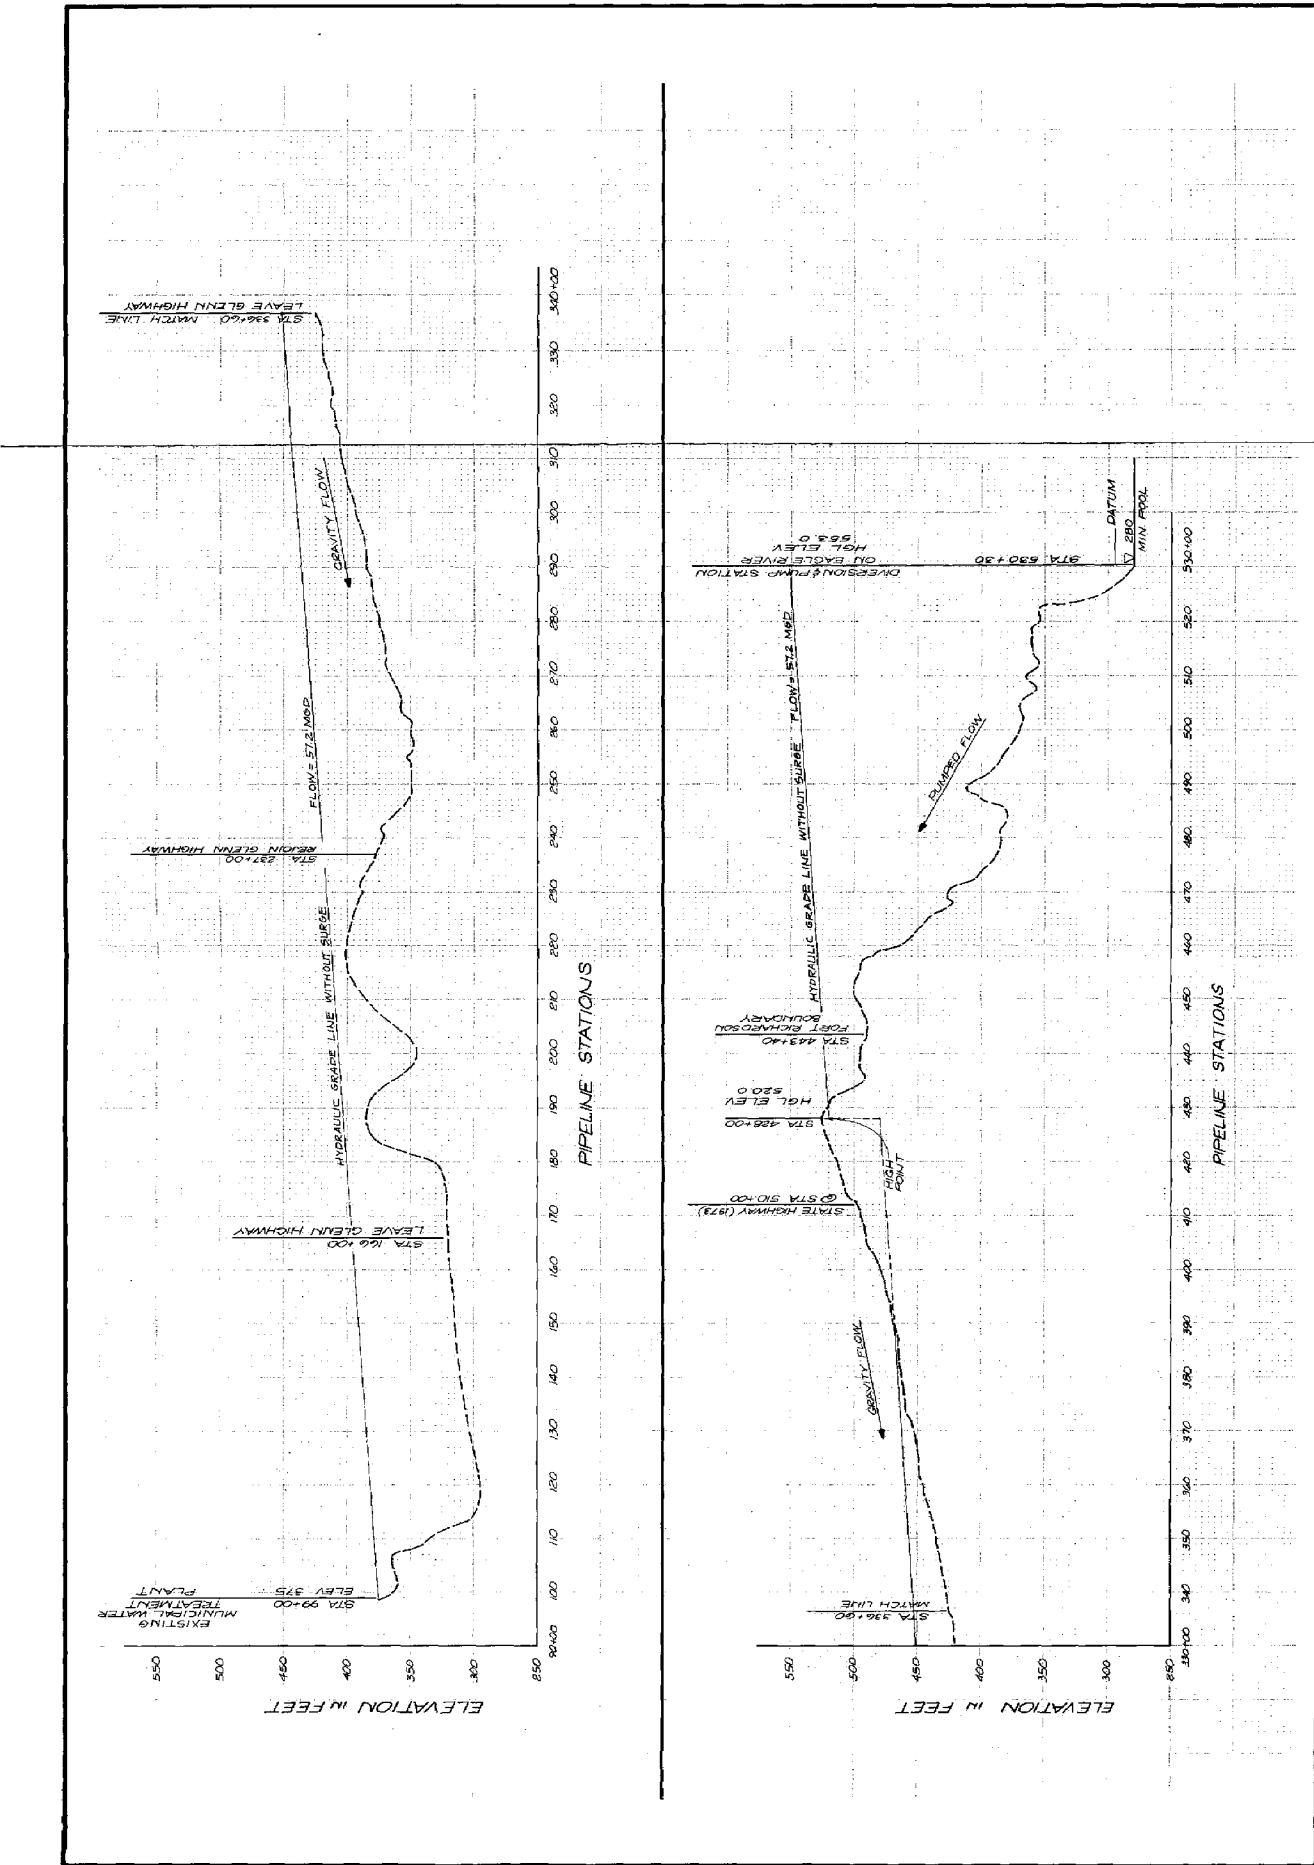 EXISTING
MUNICIPAL WATER
TREATMENT
PLANT
STA 99+00
ELEV 375
STA 166+00
LEAVE GLENN HIGHWAY
STA 237+00
REJOIN GLENN HIGHWAY
STA 336+60 MATCH LINE
LEAVE GLENN HIGHWAY
HYDRAULIC GRADE LINE WITHOUT SURGE
FLOW = 57.2 MGD
GRAVITY FLOW
ELEVATION IN FEET
550
500
450
400
350
250
90+00
100
110
120
130
140
150
160
170
180
190
200
210
220
230
240
250
260
270
280
290
300
310
320
330
340+00
PIPELINE STATIONS
STA 336+60
MATCH LINE
GRAVITY FLOW
STATE HIGHWAY (1973)
@ STA 510+00
HIGH
POINT
STA 428+00
HGL ELEV
520.0
STA 443+40
FORT RICHARDSON
BOUNDARY
HYDRAULIC GRADE LINE WITHOUT SURGE
FLOW = 57.2 MGD
PUMPED FLOW
DIVERSION & PUMP STATION
ON EAGLE RIVER
HGL ELEV
553.0
STA 530+30
DATUM
280
MIN POOL
ELEVATION IN FEET
550
500
450
400
350
300
250
330+00
340
350
360
370
380
390
400
410
420
430
440
450
460
470
480
490
500
510
520
530+00
PIPELINE STATIONS